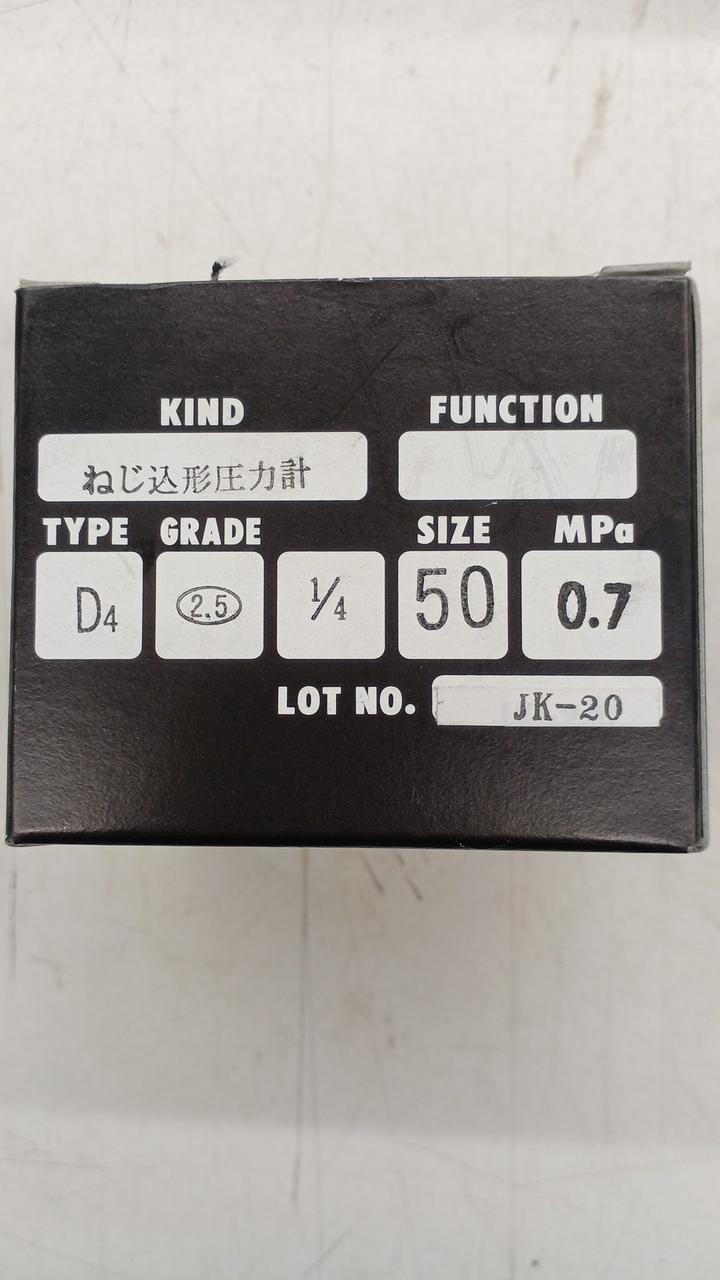 KIND FUNCTION
ねじ込形圧力計
TYPE GRADE SIZE MPa
D4 2.5 1/4 50 0.7
LOT NO. JK-20